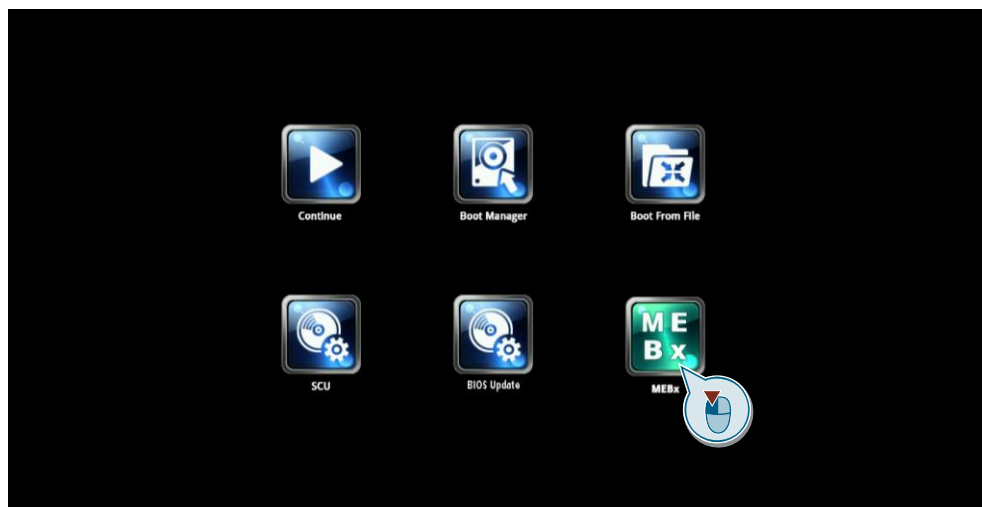 Continue
Boot Manager
Boot From File
M E
B x
SCU
BIOS Update
MEBx